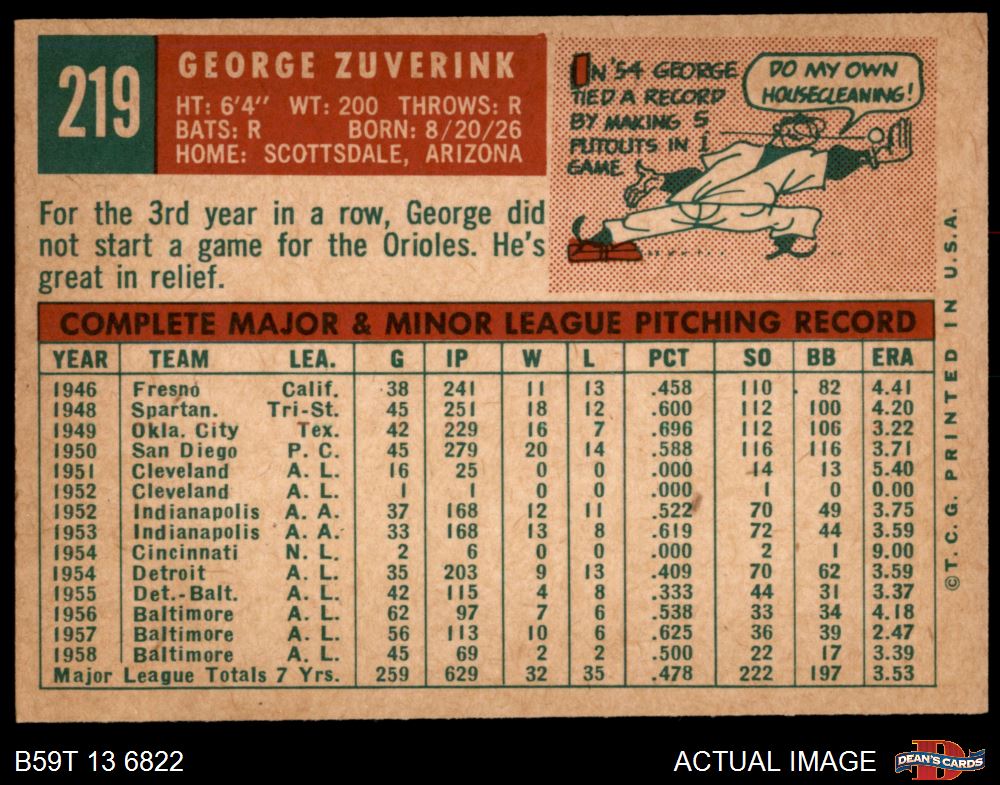 219
GEORGE ZUVERINK
HT: 6'4" WT: 200 THROWS: R
BATS: R BORN: 8/20/26
HOME: SCOTTSDALE, ARIZONA
IN '54 GEORGE
TIED A RECORD
BY MAKING 5
PUTOUTS IN 1
GAME
DO MY OWN
HOUSECLEANING!
For the 3rd year in a row, George did
not start a game for the Orioles. He's
great in relief.
COMPLETE MAJOR & MINOR LEAGUE PITCHING RECORD
YEAR TEAM LEA. G IP W L PCT SO BB ERA
1946 Fresno Calif. 38 241 11 13 .458 110 82 4.41
1948 Spartan. Tri-St. 45 251 18 12 .600 112 100 4.20
1949 Okla. City Tex. 42 229 16 7 .696 112 106 3.22
1950 San Diego P. C. 45 279 20 14 .588 116 116 3.71
1951 Cleveland A. L. 16 25 0 0 .000 14 13 5.40
1952 Cleveland A. L. 1 1 0 0 .000 1 0 0.00
1952 Indianapolis A. A. 37 168 12 11 .522 70 49 3.75
1953 Indianapolis A. A. 33 168 13 8 .619 72 44 3.59
1954 Cincinnati N. L. 2 6 0 0 .000 2 1 9.00
1954 Detroit A. L. 35 203 9 13 .409 70 62 3.59
1955 Det.-Balt. A. L. 42 115 4 8 .333 44 31 3.37
1956 Baltimore A. L. 62 97 7 6 .538 33 34 4.18
1957 Baltimore A. L. 56 113 10 6 .625 36 39 2.47
1958 Baltimore A. L. 45 69 2 2 .500 22 17 3.39
Major League Totals 7 Yrs. 259 629 32 35 .478 222 197 3.53
©T. C. G. PRINTED IN U.S.A.
B59T 13 6822
ACTUAL IMAGE
DEAN'S CARDS